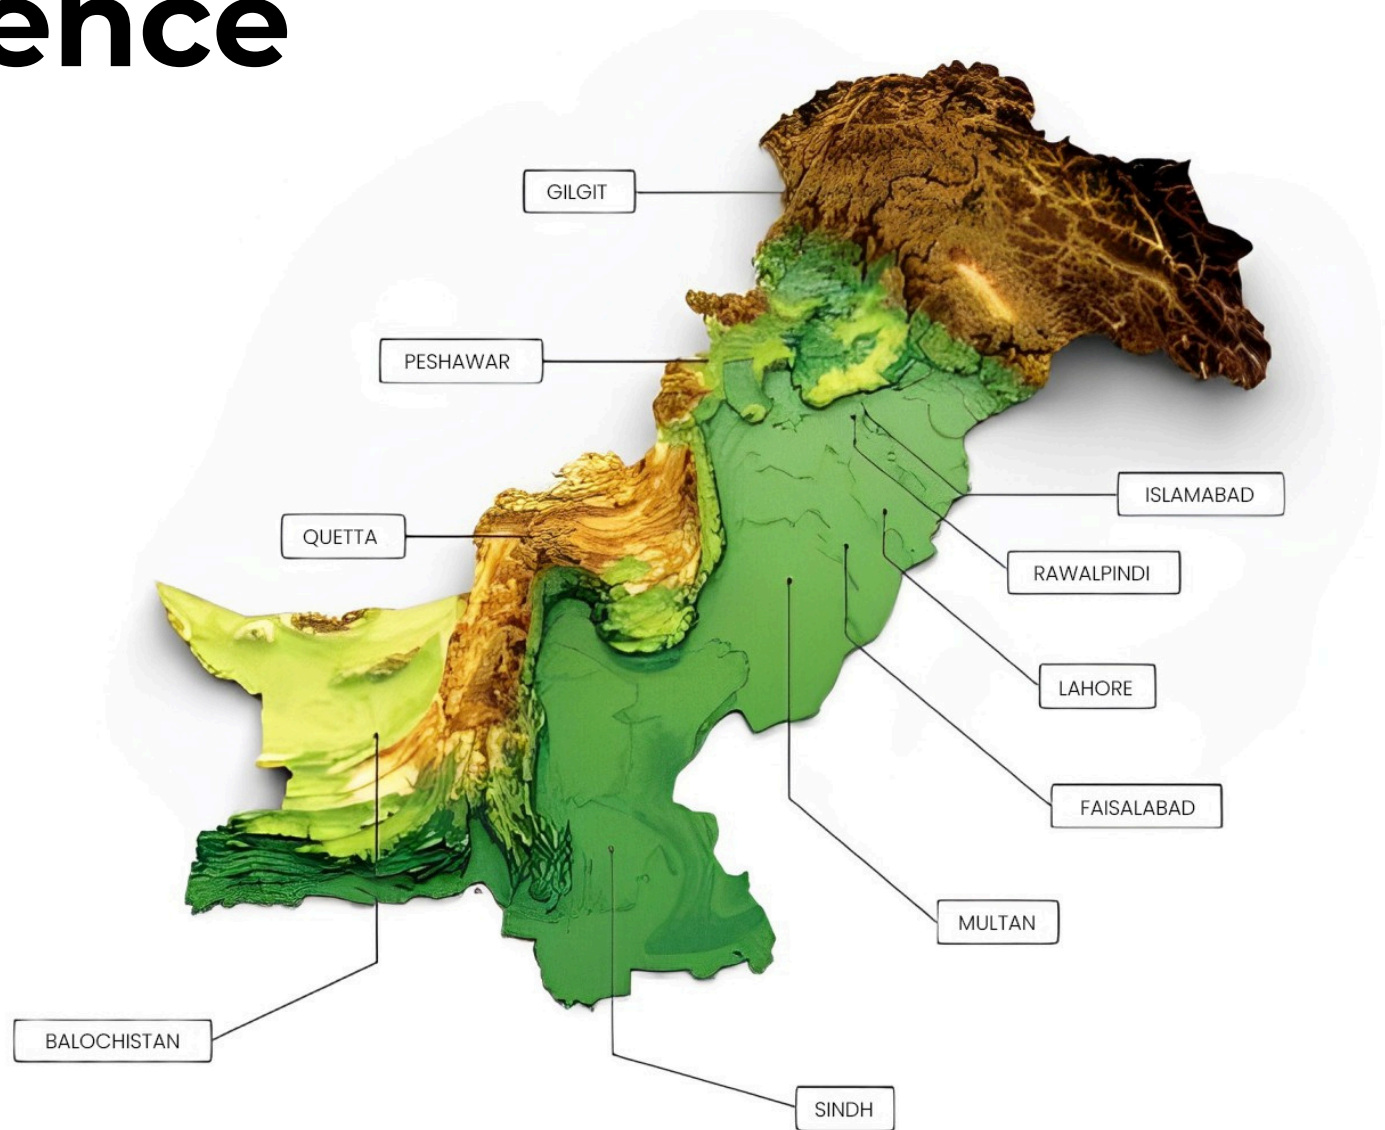 ence
GILGIT
PESHAWAR
ISLAMABAD
QUETTA
RAWALPINDI
LAHORE
FAISALABAD
MULTAN
BALOCHISTAN
SINDH